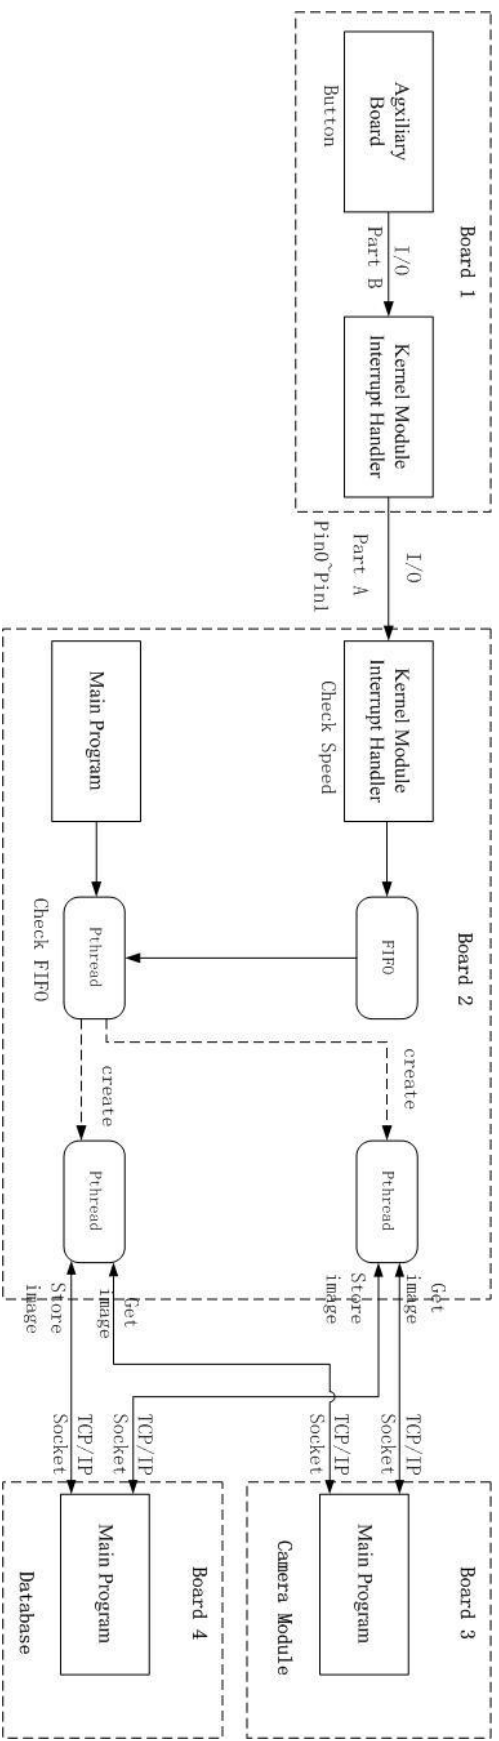 Board 1
Agxiliary
Board
Button
I/O
Part B
Kernel Module
Interrupt Handler
I/O
Part A
Pin0~Pin1
Board 2
Kernel Module
Interrupt Handler
Check Speed
FIFO
Main Program
Pthread
Check FIFO
create
create
Pthread
Pthread
Get
image
Store
image
Get
image
Store
image
TCP/IP
Socket
TCP/IP
Socket
TCP/IP
Socket
TCP/IP
Socket
Board 3
Main Program
Camera Module
Board 4
Main Program
Database